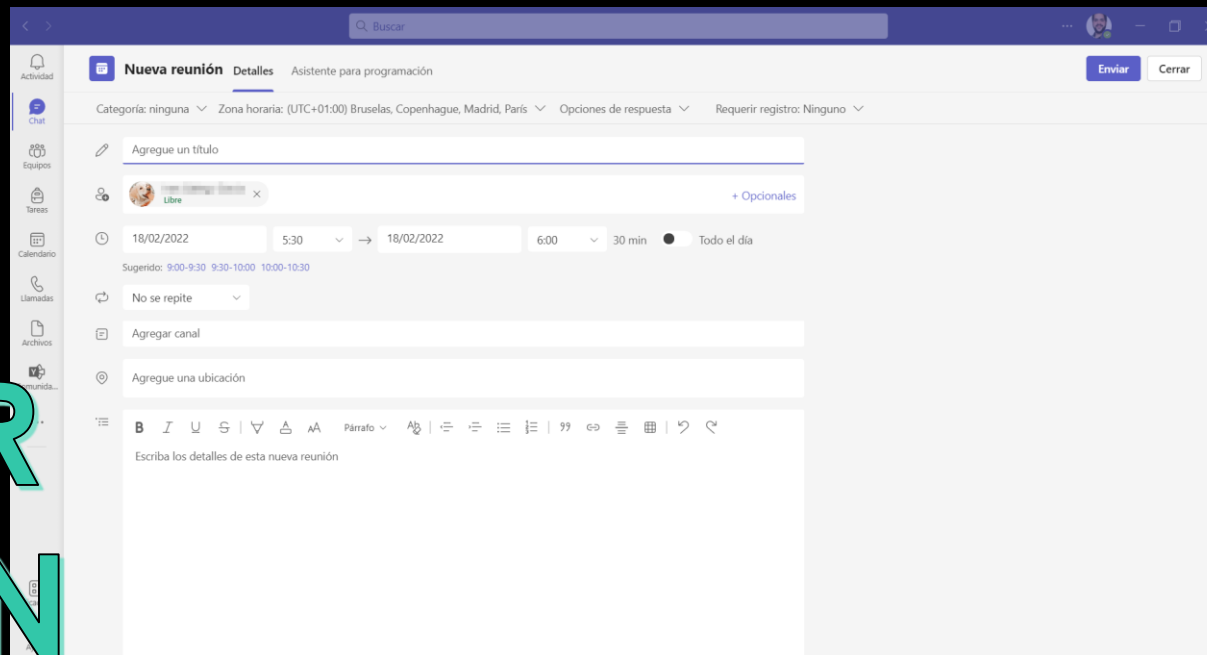 Buscar
Actividad
Nueva reunión Detalles Asistente para programación Enviar Cerrar
Chat
Categoría: ninguna Zona horaria: (UTC+01:00) Bruselas, Copenhague, Madrid, París Opciones de respuesta Requerir registro: Ninguno
Equipos
Agregue un título
Tareas
Libre + Opcionales
Calendario
18/02/2022 5:30 → 18/02/2022 6:00 30 min Todo el día
Sugerido: 9:00-9:30 9:30-10:00 10:00-10:30
Llamadas
No se repite
Archivos
Agregar canal
Agregue una ubicación
R
B I U S A AA Párrafo
Escriba los detalles de esta nueva reunión
N